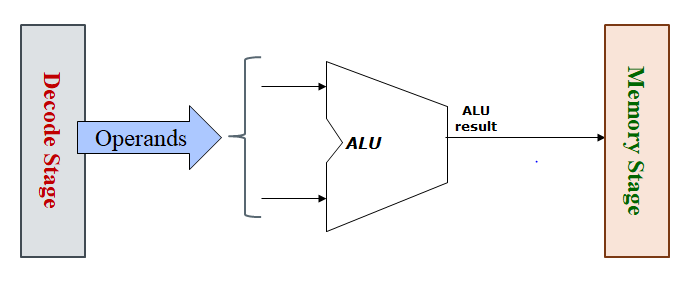 Decode Stage
Operands
ALU
ALU
result
Memory Stage